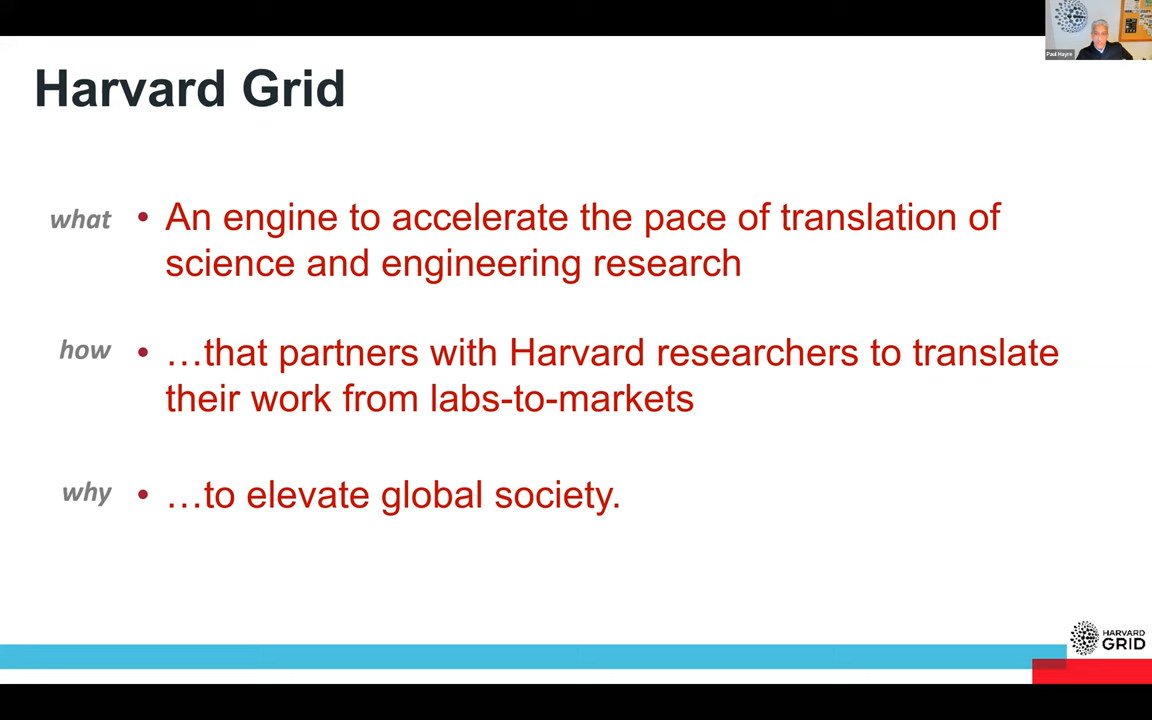 Paul Hayre
Harvard Grid
what
• An engine to accelerate the pace of translation of
science and engineering research
how
• …that partners with Harvard researchers to translate
their work from labs-to-markets
why
• …to elevate global society.
HARVARD
GRID